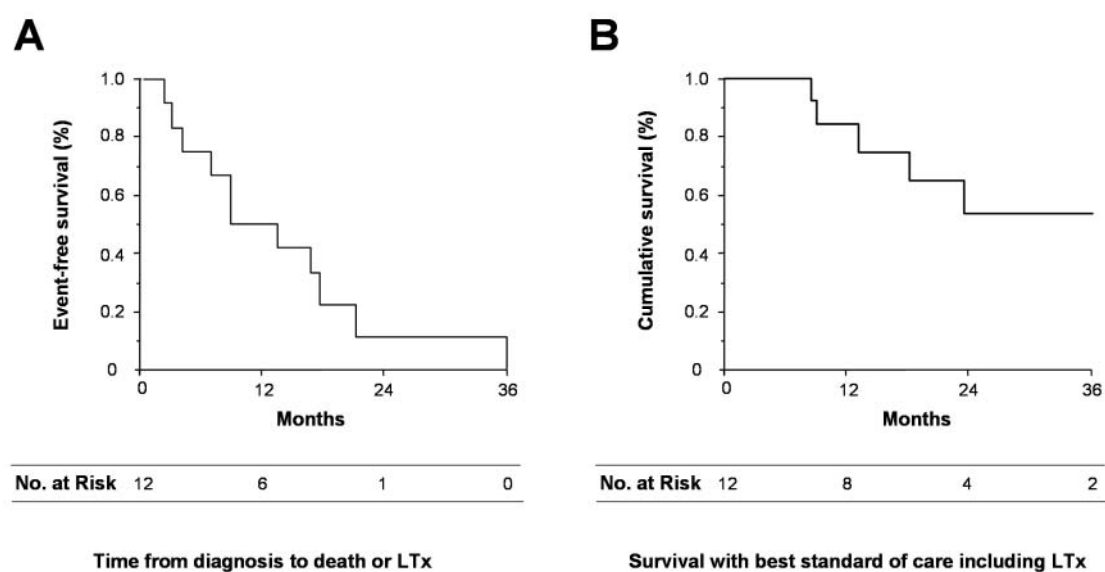 A
Event-free survival (%)
1.0
0.8
0.6
0.4
0.2
0
0 12 24 36
Months
No. at Risk 12 6 1 0
Time from diagnosis to death or LTx
B
Cumulative survival (%)
1.0
0.8
0.6
0.4
0.2
0
0 12 24 36
Months
No. at Risk 12 8 4 2
Survival with best standard of care including LTx